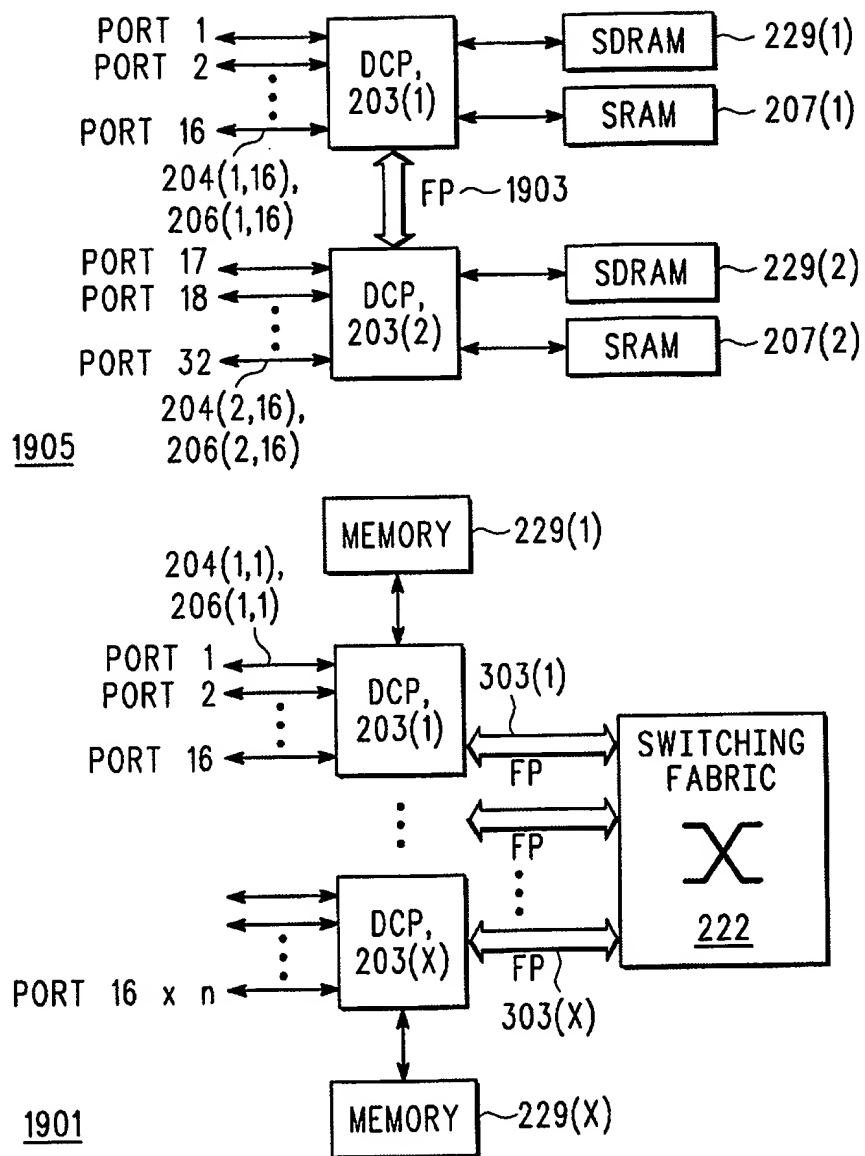 PORT 1
PORT 2
PORT 16
204(1,16),
206(1,16)
DCP,
203(1)
SDRAM
229(1)
SRAM
207(1)
FP
1903
PORT 17
PORT 18
PORT 32
204(2,16),
206(2,16)
DCP,
203(2)
SDRAM
229(2)
SRAM
207(2)
1905
MEMORY
229(1)
204(1,1),
206(1,1)
PORT 1
PORT 2
PORT 16
DCP,
203(1)
303(1)
FP
FP
FP
303(X)
SWITCHING
FABRIC
222
PORT 16 x n
DCP,
203(X)
MEMORY
229(X)
1901